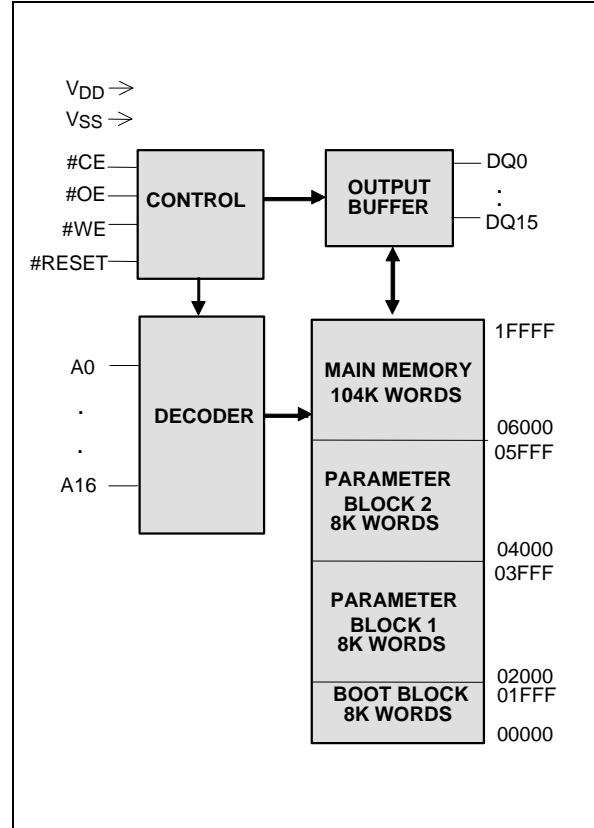 VDD
VSS
#CE
#OE
#WE
#RESET
CONTROL
OUTPUT
BUFFER
DQ0
.
.
DQ15
A0
.
.
A16
DECODER
MAIN MEMORY
104K WORDS
1FFFF
06000
05FFF
PARAMETER
BLOCK 2
8K WORDS
04000
03FFF
PARAMETER
BLOCK 1
8K WORDS
02000
01FFF
BOOT BLOCK
8K WORDS
00000